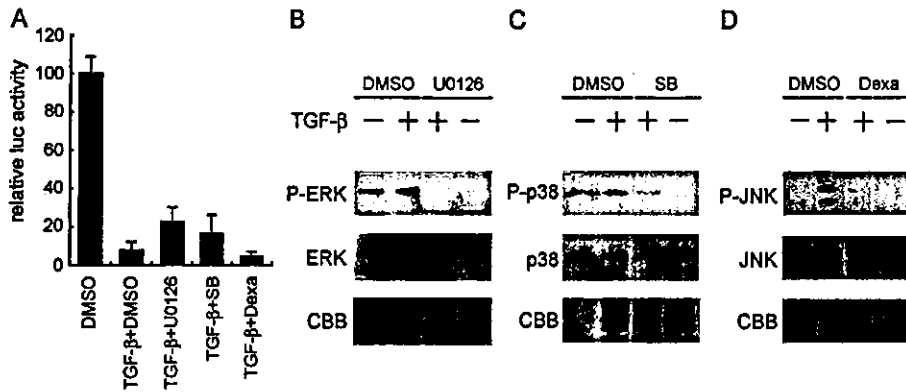 A
relative luc activity
120
100
80
60
40
20
0
DMSO
TGF-β+DMSO
TGF-β+U0126
TGF-β+SB
TGF-β+Dexa
B
DMSO U0126
TGF-β − + + −
P-ERK
ERK
CBB
C
DMSO SB
− + + −
P-p38
p38
CBB
D
DMSO Dexa
− + + −
P-JNK
JNK
CBB